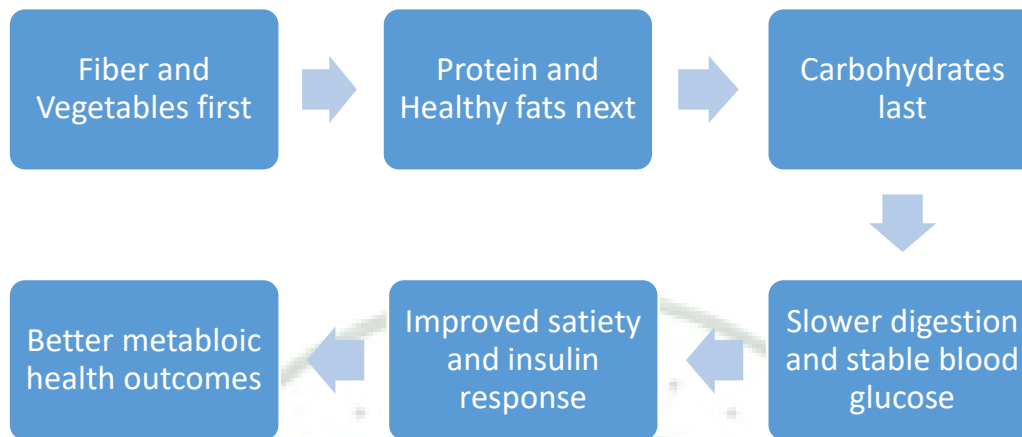 Fiber and
Vegetables first
Protein and
Healthy fats next
Carbohydrates
last
Slower digestion
and stable blood
glucose
Improved satiety
and insulin
response
Better metabloic
health outcomes